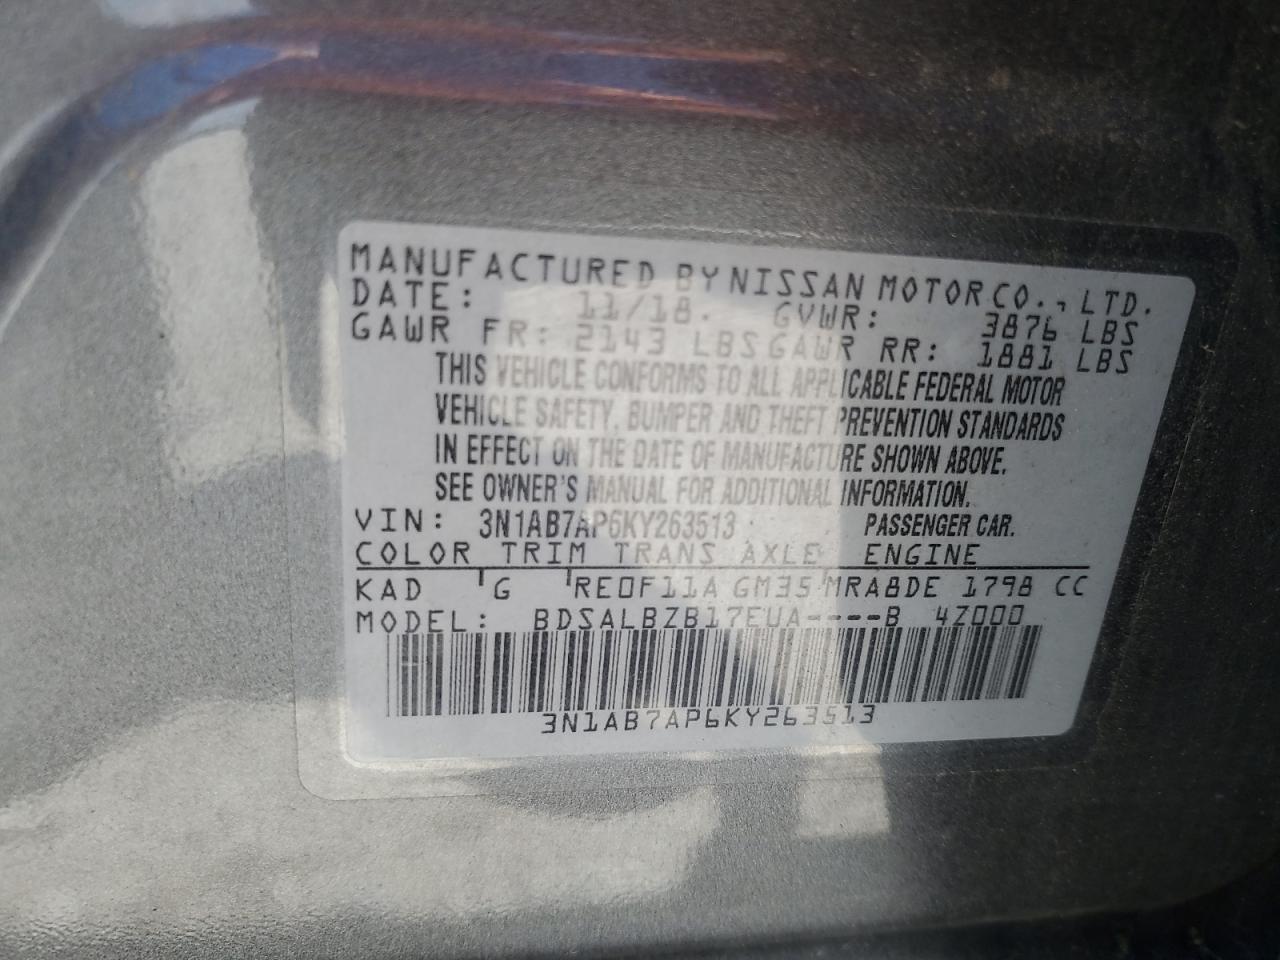 MANUFACTURED BY NISSAN MOTOR CO., LTD.
DATE: 11/18. GVWR: 3876 LBS
GAWR FR: 2143 LBS GAWR RR: 1881 LBS
THIS VEHICLE CONFORMS TO ALL APPLICABLE FEDERAL MOTOR
VEHICLE SAFETY, BUMPER AND THEFT PREVENTION STANDARDS
IN EFFECT ON THE DATE OF MANUFACTURE SHOWN ABOVE.
SEE OWNER'S MANUAL FOR ADDITIONAL INFORMATION.
VIN: 3N1AB7AP6KY263513 PASSENGER CAR.
COLOR TRIM TRANS AXLE ENGINE
KAD G RE0F11A GM35 MRA8DE 1798 CC
MODEL: BDSALBZB17EUA----B 4Z000
3N1AB7AP6KY263513